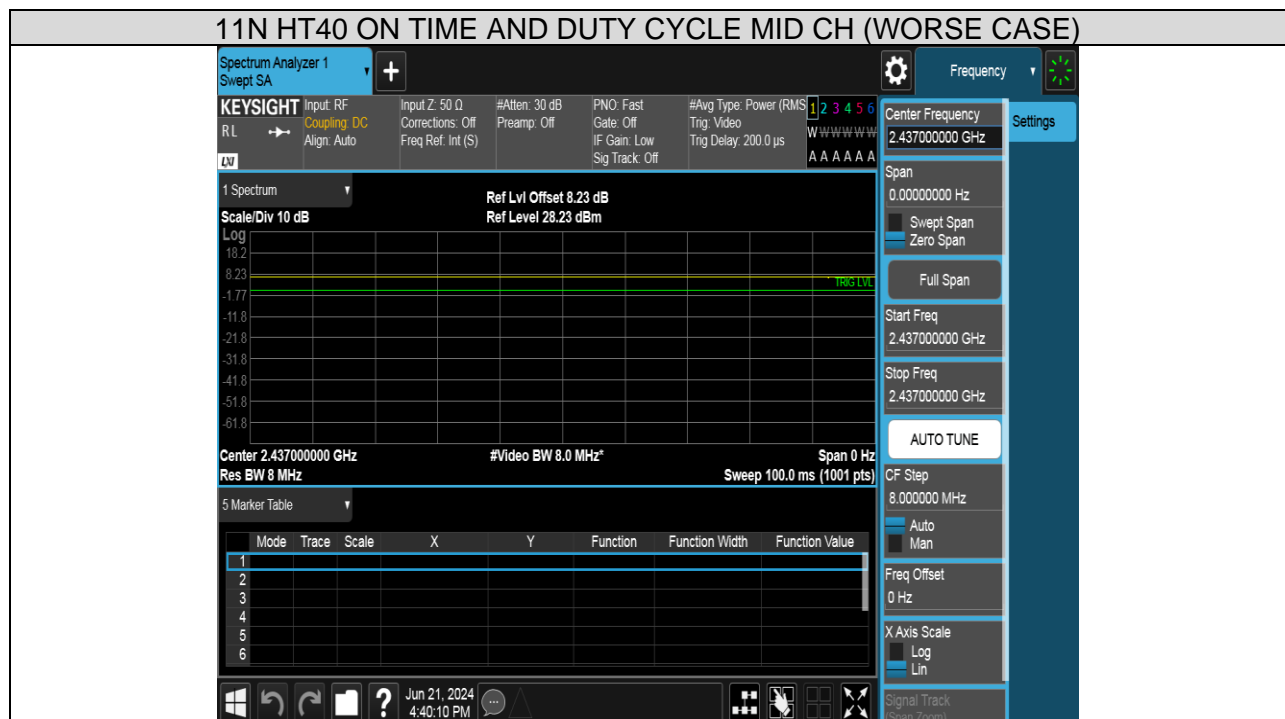 11N HT40 ON TIME AND DUTY CYCLE MID CH (WORSE CASE)
Spectrum Analyzer 1
Swept SA
+
Frequency
KEYSIGHT
RL
LXI
Input: RF
Coupling: DC
Align: Auto
Input Z: 50 Ω
Corrections: Off
Freq Ref: Int (S)
#Atten: 30 dB
Preamp: Off
PNO: Fast
Gate: Off
IF Gain: Low
Sig Track: Off
#Avg Type: Power (RMS
Trig: Video
Trig Delay: 200.0 µs
1 2 3 4 5 6
W W W W W W
A A A A A A
Center Frequency
2.437000000 GHz
Settings
Span
0.00000000 Hz
Swept Span
Zero Span
Full Span
Start Freq
2.437000000 GHz
Stop Freq
2.437000000 GHz
AUTO TUNE
CF Step
8.000000 MHz
Auto
Man
Freq Offset
0 Hz
X Axis Scale
Log
Lin
Signal Track
(Span Zoom)
1 Spectrum
Scale/Div 10 dB
Ref Lvl Offset 8.23 dB
Ref Level 28.23 dBm
Log
18.2
8.23
TRIG LVL
-1.77
-11.8
-21.8
-31.8
-41.8
-51.8
-61.8
Center 2.437000000 GHz
#Video BW 8.0 MHz*
Span 0 Hz
Res BW 8 MHz
Sweep 100.0 ms (1001 pts)
5 Marker Table
Mode Trace Scale X Y Function Function Width Function Value
1
2
3
4
5
6
?
Jun 21, 2024
4:40:10 PM